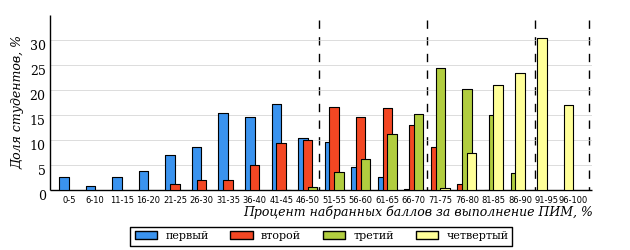 Доля студентов, %
30
25
20
15
10
5
0
0-5 6-10 11-15 16-20 21-25 26-30 31-35 36-40 41-45 46-50 51-55 56-60 61-65 66-70 71-75 76-80 81-85 86-90 91-95 96-100
Процент набранных баллов за выполнение ПИМ, %
первый второй третий четвертый